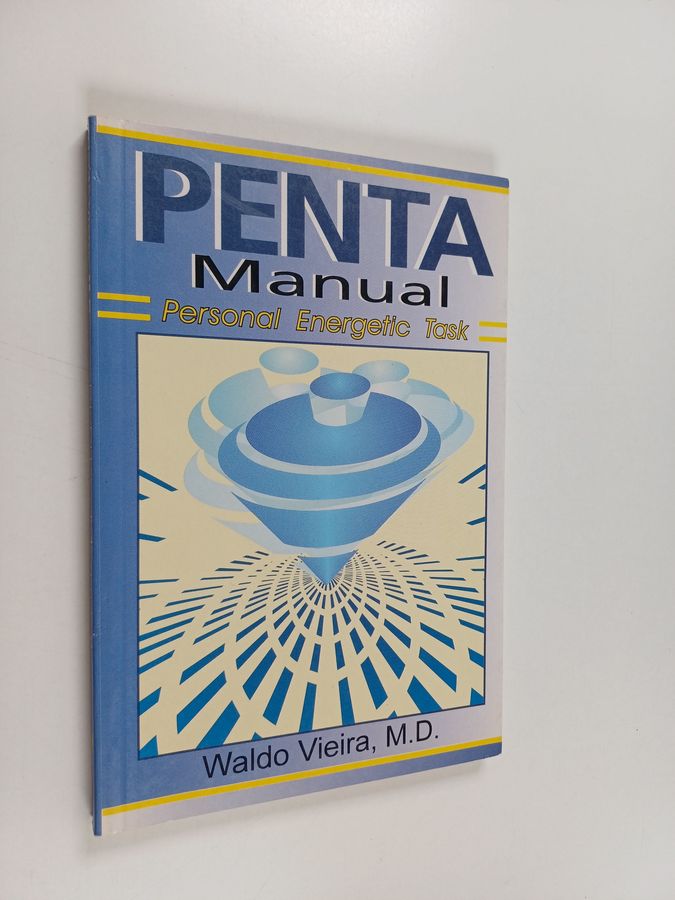 PENTA
Manual
Personal Energetic Task
Waldo Vieira, M.D.